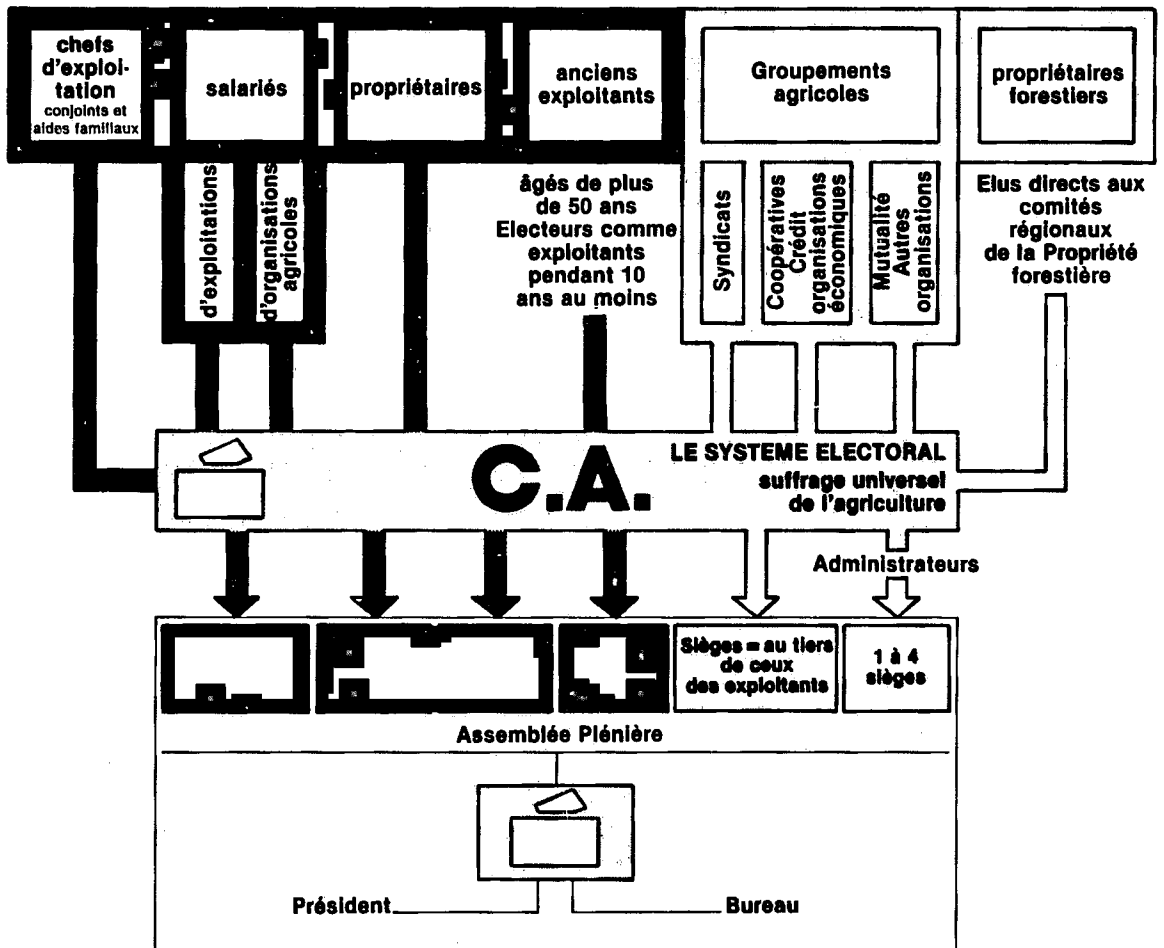 chefs
d'exploi-
tation
conjoints et
aides familiaux
salariés
propriétaires
anciens
exploitants
Groupements
agricoles
propriétaires
forestiers
d'exploitations
d'organisations
agricoles
âgés de plus
de 50 ans
Electeurs comme
exploitants
pendant 10
ans au moins
Syndicats
Coopératives
Crédit
organisations
économiques
Mutualité
Autres
organisations
Elus directs aux
comités
régionaux
de la Propriété
forestière
C.A.
LE SYSTEME ELECTORAL
suffrage universel
de l'agriculture
Administrateurs
Sièges = au tiers
de ceux
des exploitants
1 à 4
sièges
Assemblée Plénière
Président
Bureau